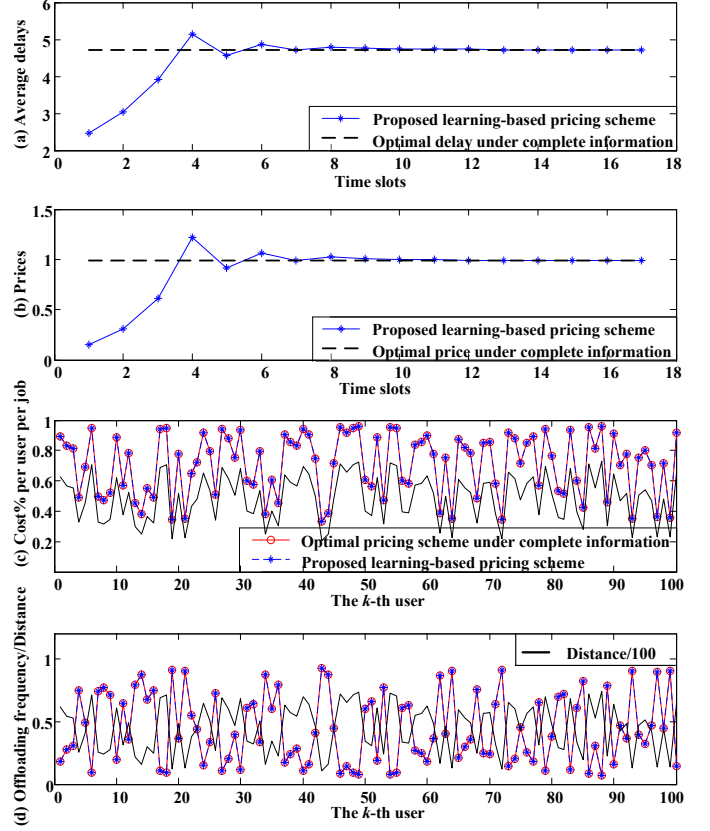 6
5
4
3
2
(a) Average delays
Proposed learning-based pricing scheme
Optimal delay under complete information
0 2 4 6 8 10 12 14 16 18
Time slots
1.5
1
0.5
0
(b) Prices
Proposed learning-based pricing scheme
Optimal price under complete information
0 2 4 6 8 10 12 14 16 18
Time slots
1
0.8
0.6
0.4
0.2
(c) Cost% per user per job
Optimal pricing scheme under complete information
Proposed learning-based pricing scheme
0 10 20 30 40 50 60 70 80 90 100
The k-th user
1
0.5
0
(d) Offloading frequency/Distance
Distance/100
0 10 20 30 40 50 60 70 80 90 100
The k-th user